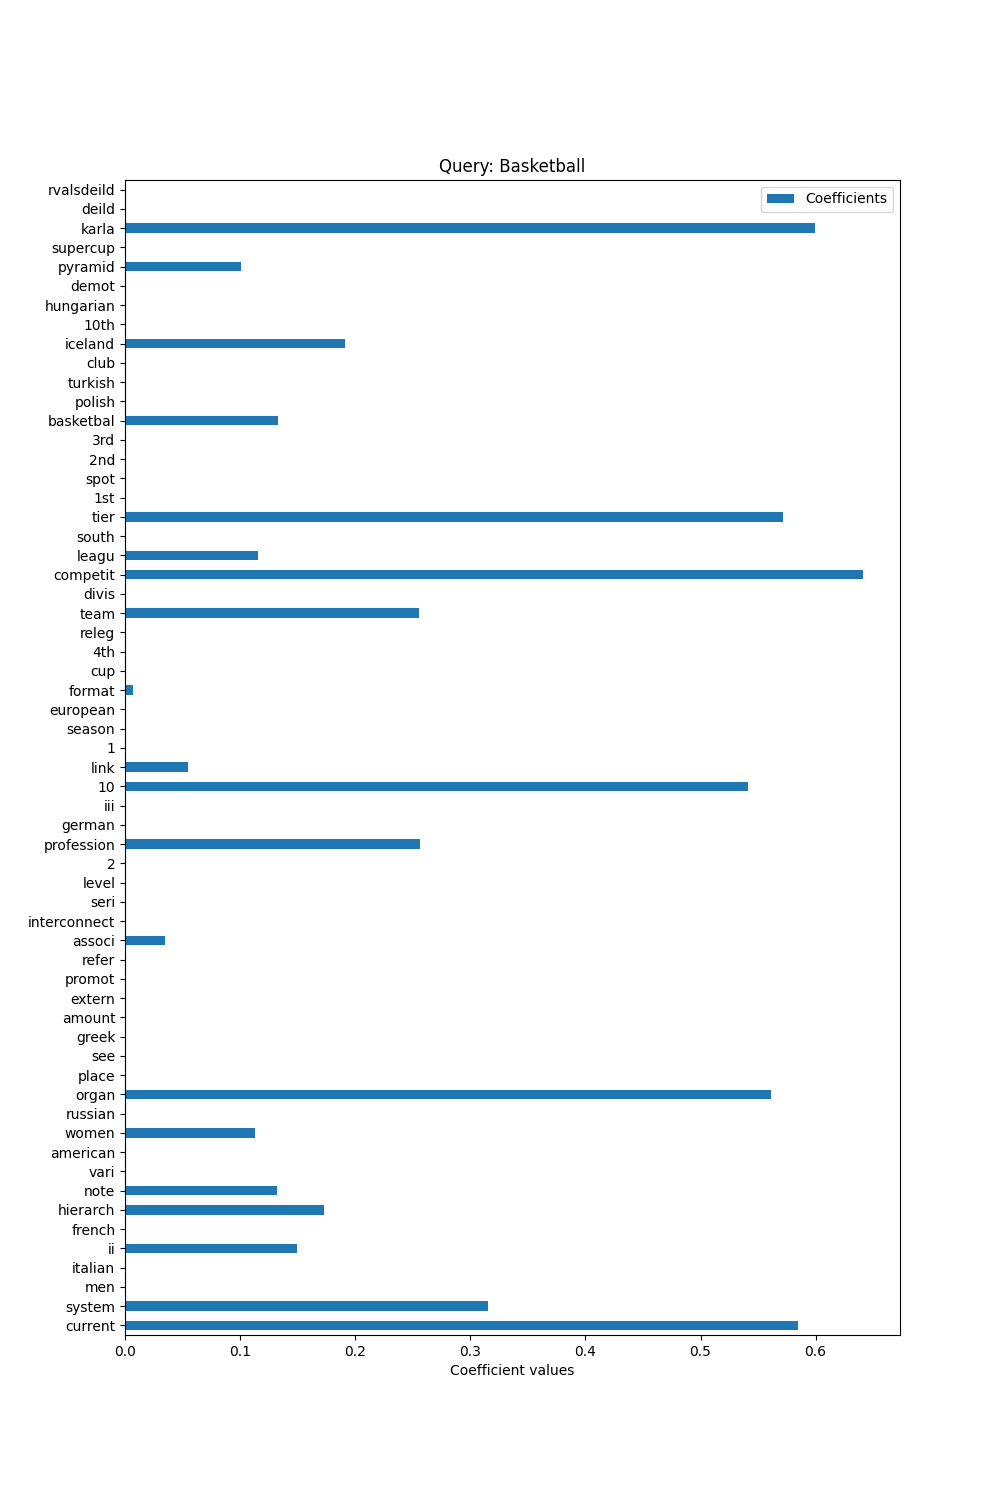 Query: Basketball
Coefficients
rvalsdeild
deild
karla
supercup
pyramid
demot
hungarian
10th
iceland
club
turkish
polish
basketbal
3rd
2nd
spot
1st
tier
south
leagu
competit
divis
team
releg
4th
cup
format
european
season
1
link
10
iii
german
profession
2
level
seri
interconnect
associ
refer
promot
extern
amount
greek
see
place
organ
russian
women
american
vari
note
hierarch
french
ii
italian
men
system
current
0.0 0.1 0.2 0.3 0.4 0.5 0.6
Coefficient values